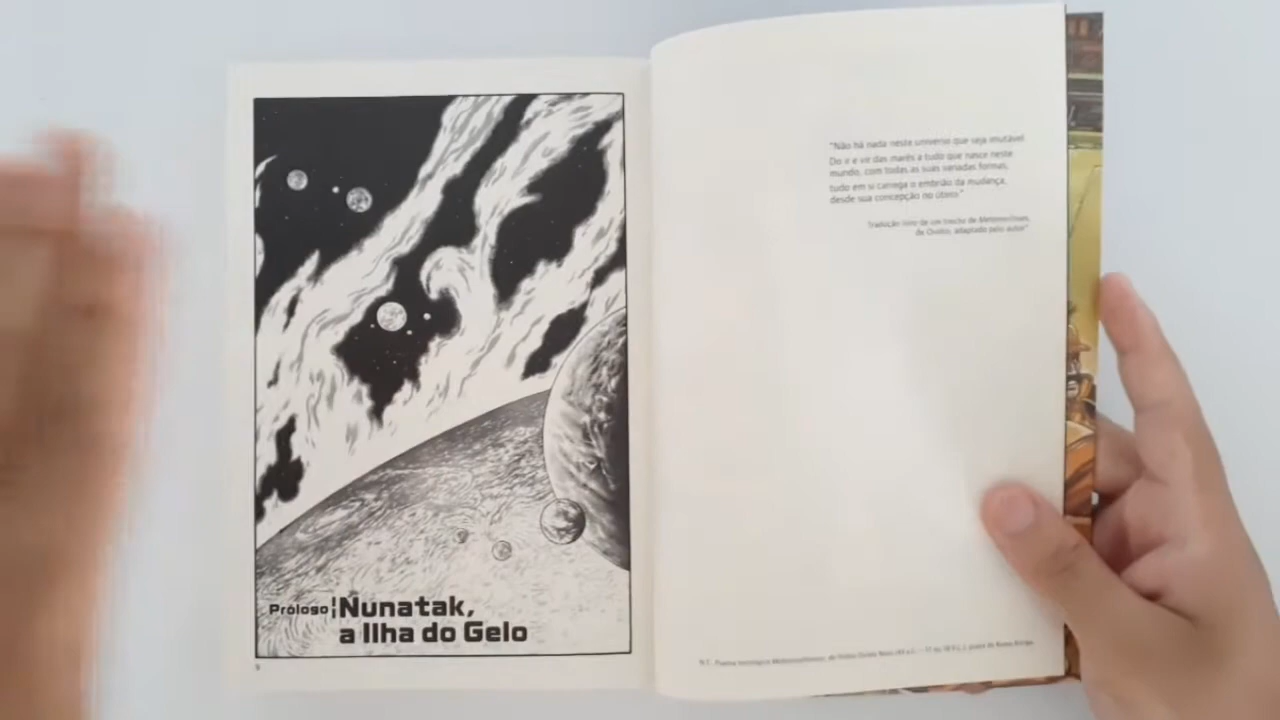 Prólogo Nunatak,
a Ilha do Gelo
"Não há nada neste universo que seja imutável
Do ir e vir das marés a tudo que nasce neste
mundo, com todas as suas variadas formas,
tudo em si carrega o embrião da mudança,
desde sua concepção no útero"
Tradução livre de um trecho de Metamorfoses,
de Ovídio, adaptado pelo autor*
N.T. Poema mitológico